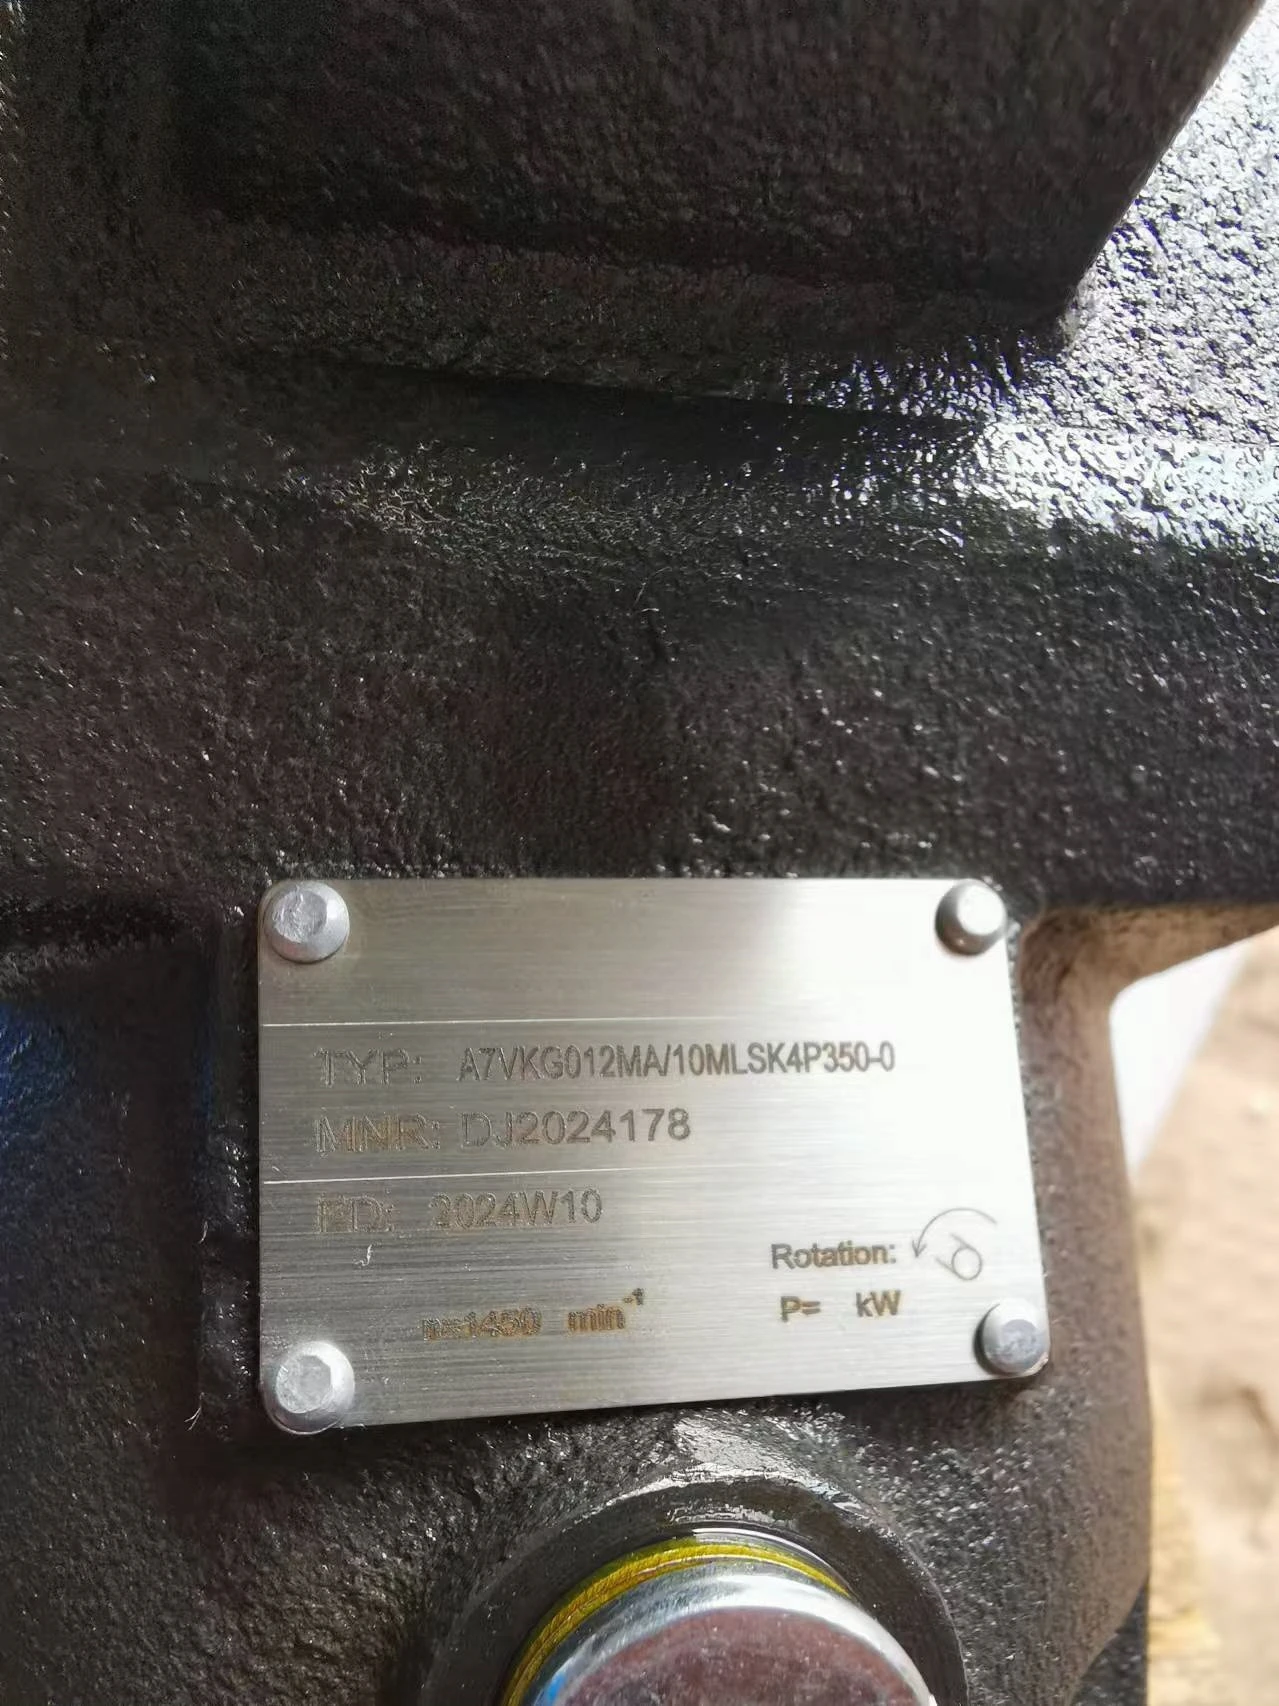 TYP: A7VKG012MA/10MLSK4P350-0
MNR: DJ2024178
FD: 2024W10
Rotation:
n=1450 min⁻¹ P= kW